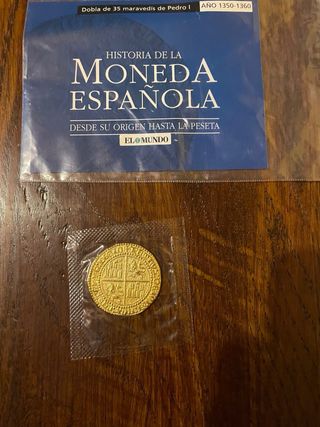 Dobla de 35 maravedís de Pedro I
AÑO 1350-1360
HISTORIA DE LA
MONEDA
ESPAÑOLA
DESDE SU ORIGEN HASTA LA PESETA
EL MUNDO